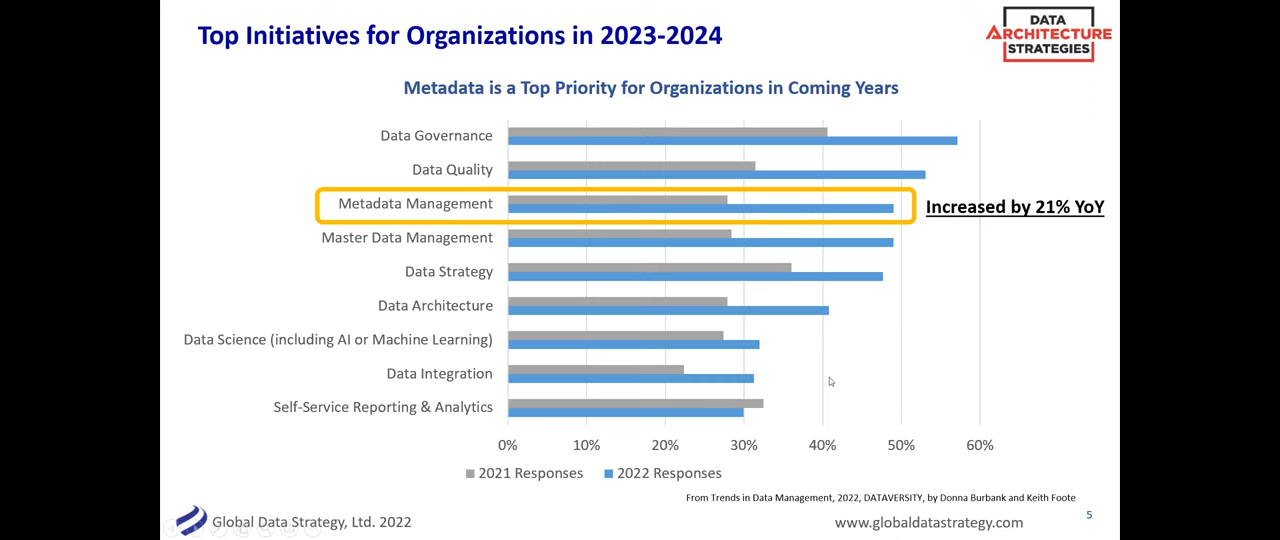 Top Initiatives for Organizations in 2023-2024
DATA
ARCHITECTURE
STRATEGIES
Metadata is a Top Priority for Organizations in Coming Years
Data Governance
Data Quality
Metadata Management
Increased by 21% YoY
Master Data Management
Data Strategy
Data Architecture
Data Science (including AI or Machine Learning)
Data Integration
Self-Service Reporting & Analytics
0% 10% 20% 30% 40% 50% 60%
2021 Responses 2022 Responses
From Trends in Data Management, 2022, DATAVERSITY, by Donna Burbank and Keith Foote
Global Data Strategy, Ltd. 2022
www.globaldatastrategy.com
5